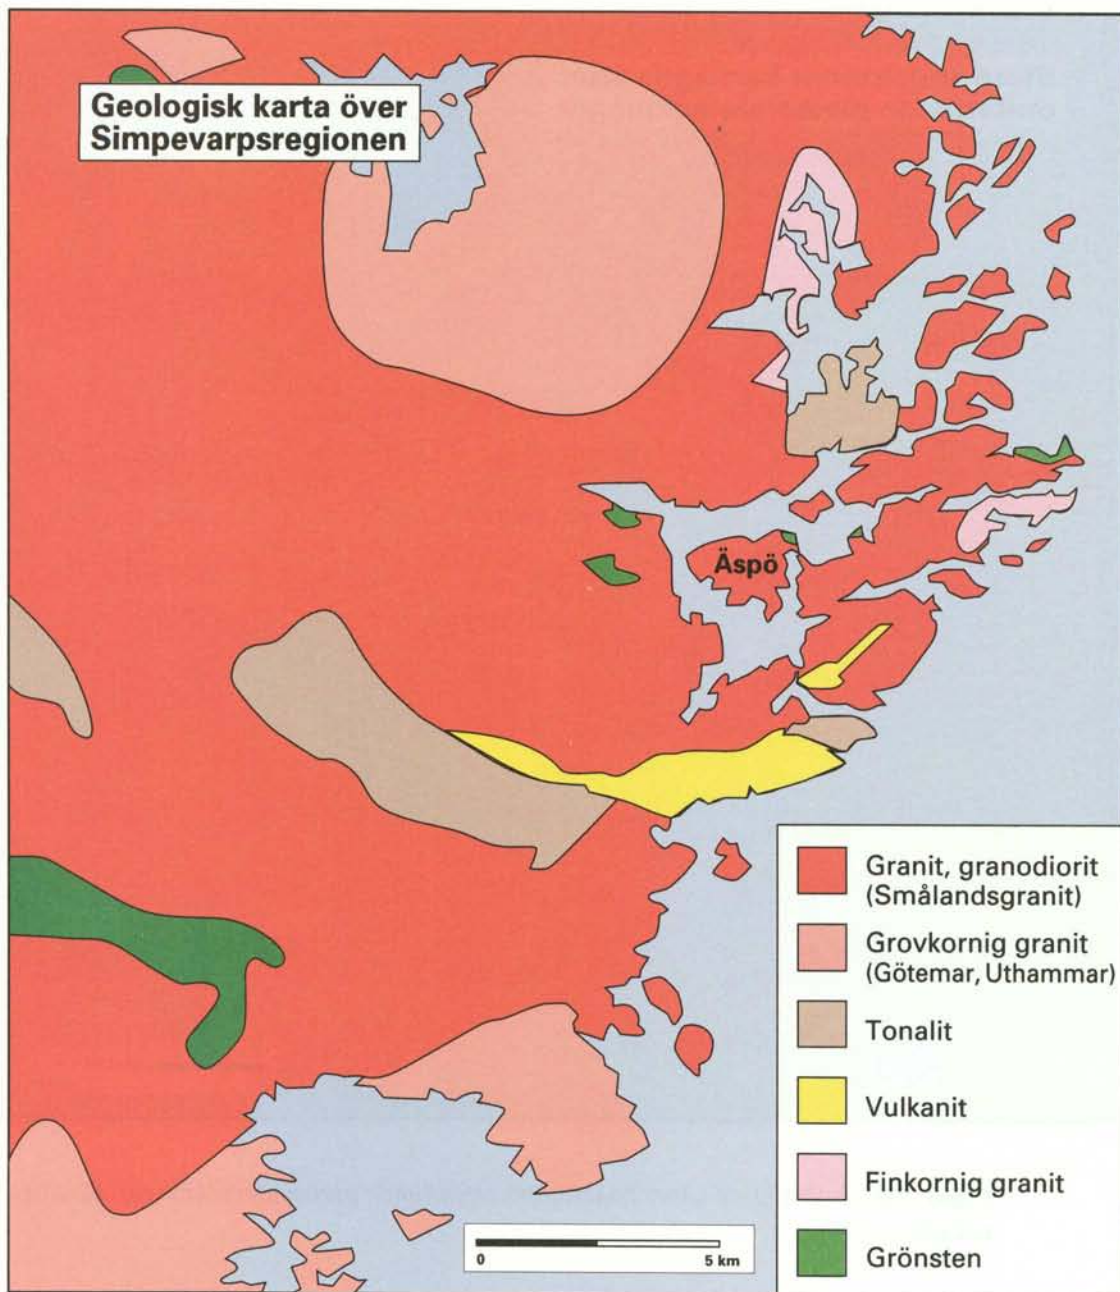 Geologisk karta över
Simpevarpsregionen
Äspö
Granit, granodiorit
(Smålandsgranit)
Grovkornig granit
(Götemar, Uthammar)
Tonalit
Vulkanit
Finkornig granit
Grönsten
0 5 km